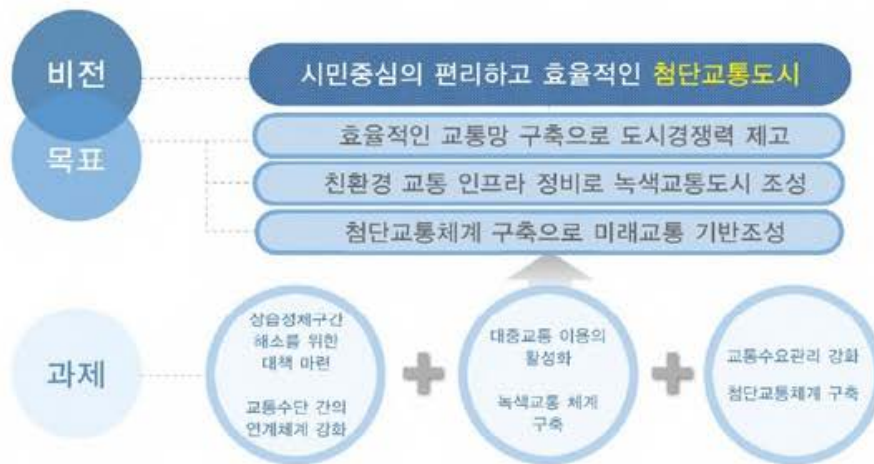 비전
시민중심의 편리하고 효율적인 첨단교통도시
목표
효율적인 교통망 구축으로 도시경쟁력 제고
친환경 교통 인프라 정비로 녹색교통도시 조성
첨단교통체계 구축으로 미래교통 기반조성
과제
상습정체구간
해소를 위한
대책 마련
교통수단 간의
연계체계 강화
대중교통 이용의
활성화
녹색교통 체계
구축
교통수요관리 강화
첨단교통체계 구축